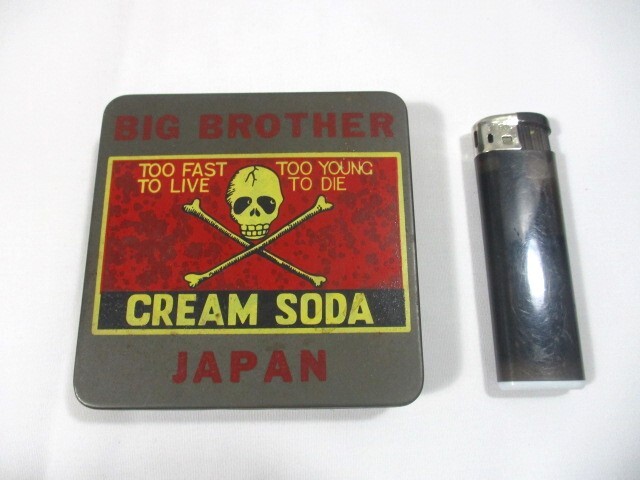 BIG BROTHER
TOO FAST TOO YOUNG
TO LIVE TO DIE
CREAM SODA
JAPAN